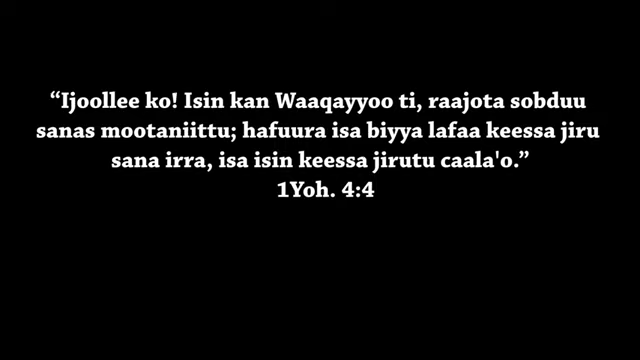 “Ijoollee ko! Isin kan Waaqayyoo ti, raajota sobduu
sanas mootaniittu; hafuura isa biyya lafaa keessa jiru
sana irra, isa isin keessa jirutu caala'o.”
1Yoh. 4:4